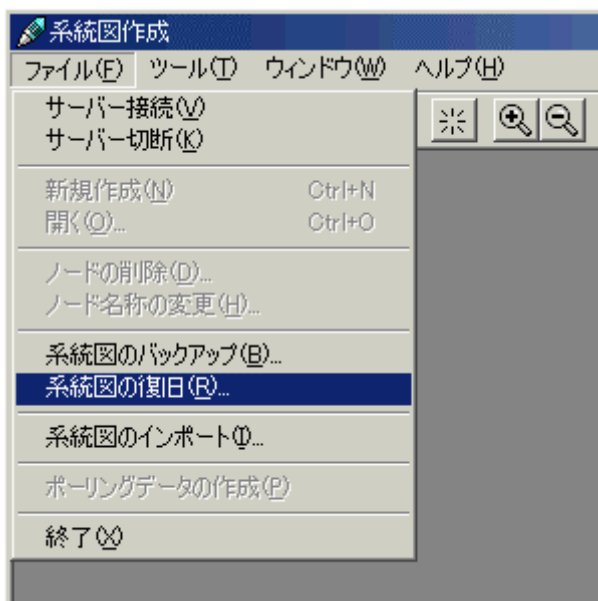 系統図作成
ファイル(F) ツール(T) ウィンドウ(W) ヘルプ(H)
サーバー接続(V)
サーバー切断(K)
新規作成(N) Ctrl+N
開く(O)... Ctrl+O
ノードの削除(D)...
ノード名称の変更(H)...
系統図のバックアップ(B)...
系統図の復旧(R)...
系統図のインポート(I)...
ポーリングデータの作成(P)
終了(X)